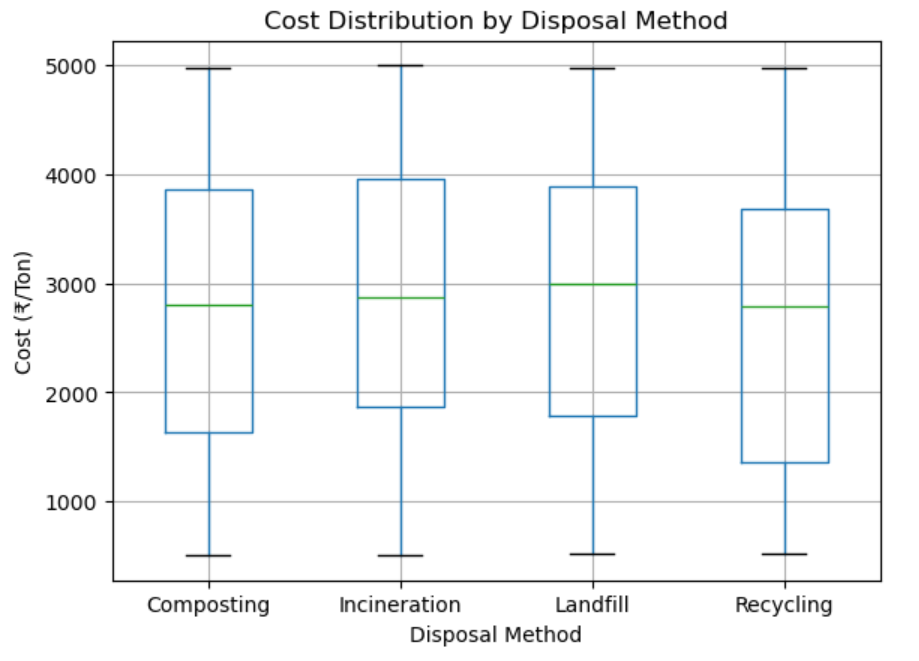 Cost Distribution by Disposal Method
Cost (₹/Ton)
5000
4000
3000
2000
1000
Composting Incineration Landfill Recycling
Disposal Method